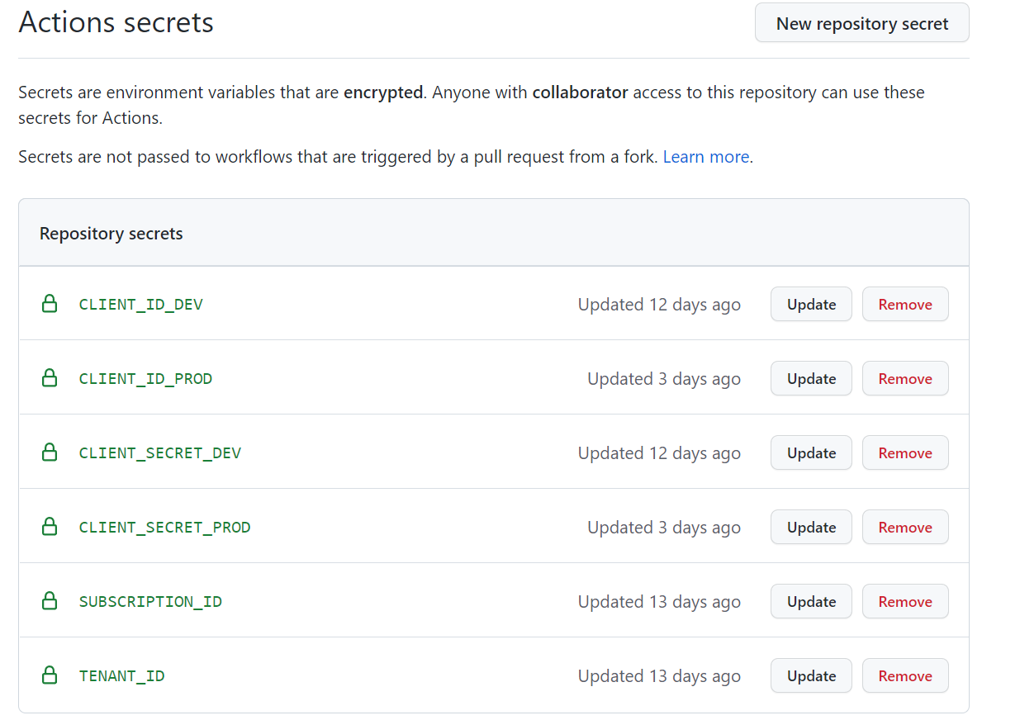 Actions secrets
New repository secret
Secrets are environment variables that are encrypted. Anyone with collaborator access to this repository can use these
secrets for Actions.
Secrets are not passed to workflows that are triggered by a pull request from a fork. Learn more.
Repository secrets
CLIENT_ID_DEV Updated 12 days ago Update Remove
CLIENT_ID_PROD Updated 3 days ago Update Remove
CLIENT_SECRET_DEV Updated 12 days ago Update Remove
CLIENT_SECRET_PROD Updated 3 days ago Update Remove
SUBSCRIPTION_ID Updated 13 days ago Update Remove
TENANT_ID Updated 13 days ago Update Remove